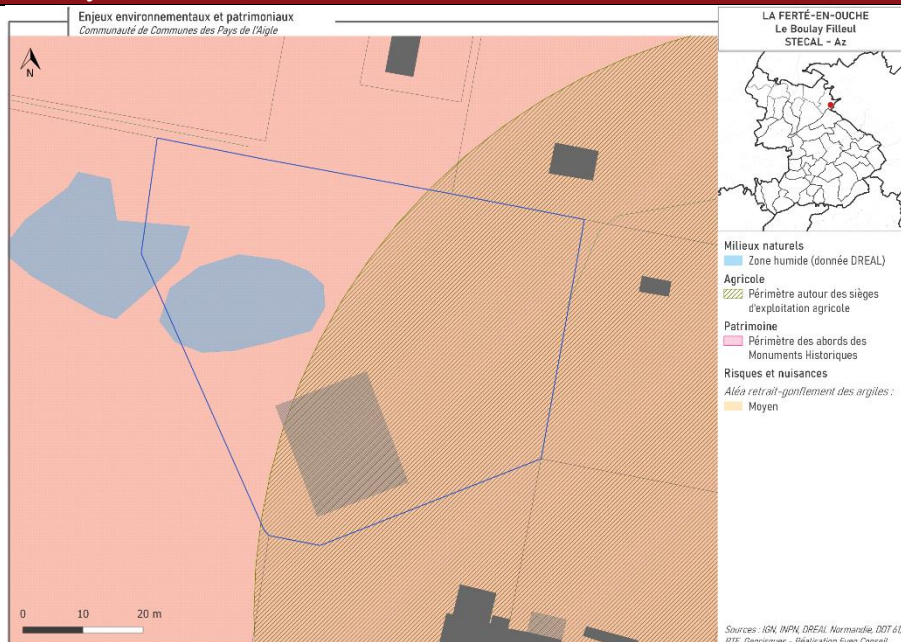 Enjeux environnementaux et patrimoniaux
Communauté de Communes des Pays de l'Aigle
N
0 10 20 m
LA FERTÉ-EN-OUCHE
Le Boulay Filleul
STECAL - Az
Milieux naturels
Zone humide (donnée DREAL)
Agricole
Périmètre autour des sièges
d'exploitation agricole
Patrimoine
Périmètre des abords des
Monuments Historiques
Risques et nuisances
Aléa retrait-gonflement des argiles :
Moyen
Sources : IGN, INPN, DREAL Normandie, DDT 61,
RTE, Georisques - Réalisation Even Conseil